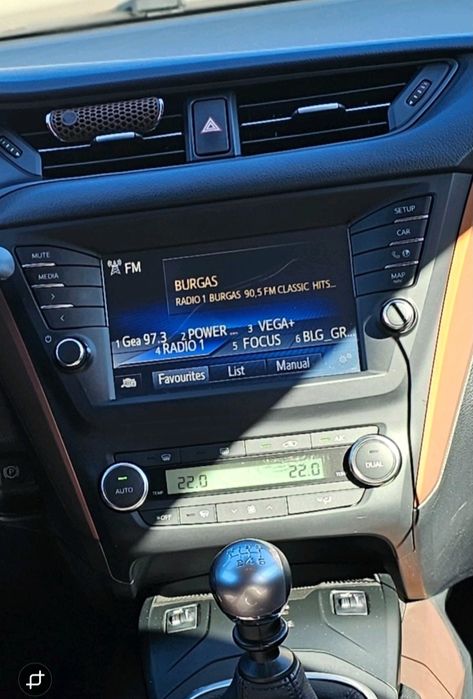 SETUP
MUTE
CAR
MEDIA
MAP
FM
BURGAS
RADIO 1 BURGAS 90,5 FM CLASSIC HITS...
1 Gea 97.3 2 POWER... 3 VEGA+
4 RADIO 1 5 FOCUS 6 BLG_GR...
Favourites List Manual
AUTO
TEMP
22.0
22.0
DUAL
OFF
A/C
P